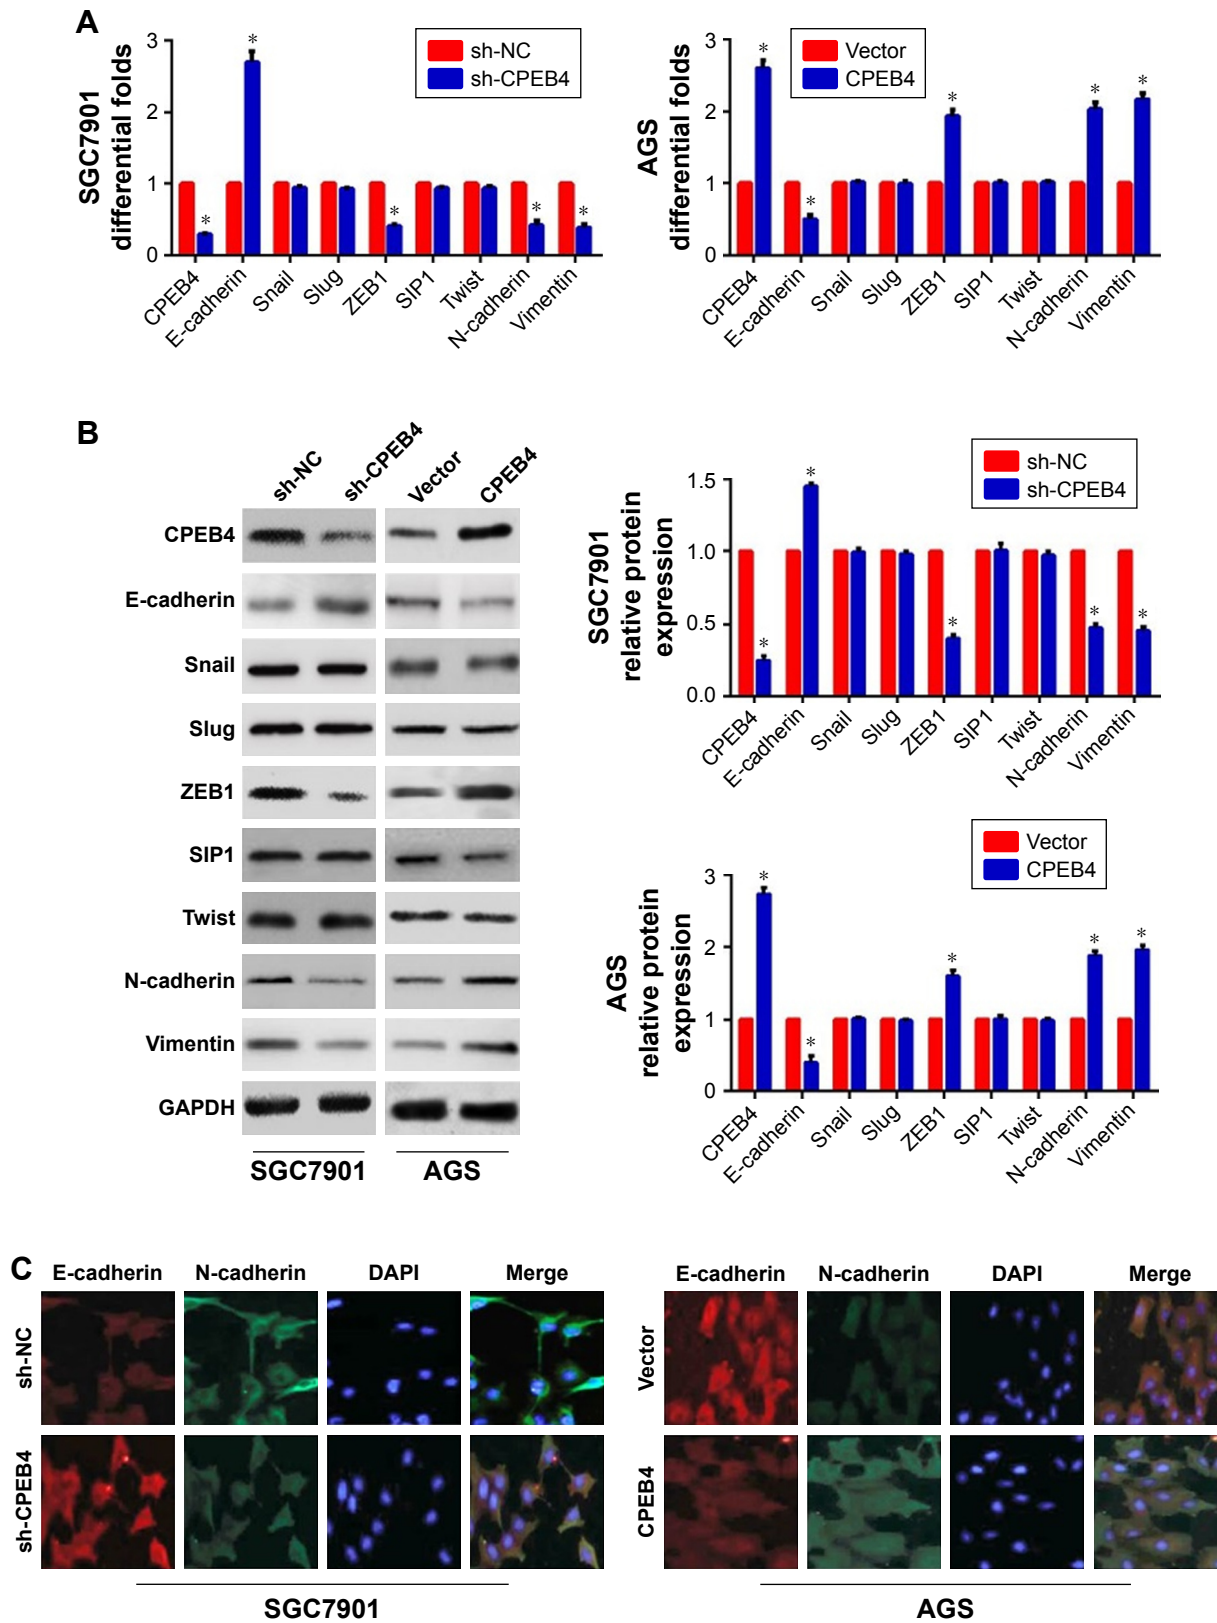 A
SGC7901
differential folds
3
2
1
0
sh-NC
sh-CPEB4
*
*
*
*
*
CPEB4
E-cadherin
Snail
Slug
ZEB1
SIP1
Twist
N-cadherin
Vimentin
AGS
differential folds
3
2
1
0
Vector
CPEB4
*
*
*
*
*
CPEB4
E-cadherin
Snail
Slug
ZEB1
SIP1
Twist
N-cadherin
Vimentin
B
sh-NC
sh-CPEB4
Vector
CPEB4
CPEB4
E-cadherin
Snail
Slug
ZEB1
SIP1
Twist
N-cadherin
Vimentin
GAPDH
SGC7901
AGS
SGC7901
relative protein
expression
1.5
1.0
0.5
0.0
sh-NC
sh-CPEB4
*
*
*
*
*
CPEB4
E-cadherin
Snail
Slug
ZEB1
SIP1
Twist
N-cadherin
Vimentin
AGS
relative protein
expression
3
2
1
0
Vector
CPEB4
*
*
*
*
*
CPEB4
E-cadherin
Snail
Slug
ZEB1
SIP1
Twist
N-cadherin
Vimentin
C
E-cadherin
N-cadherin
DAPI
Merge
sh-NC
sh-CPEB4
SGC7901
E-cadherin
N-cadherin
DAPI
Merge
Vector
CPEB4
AGS